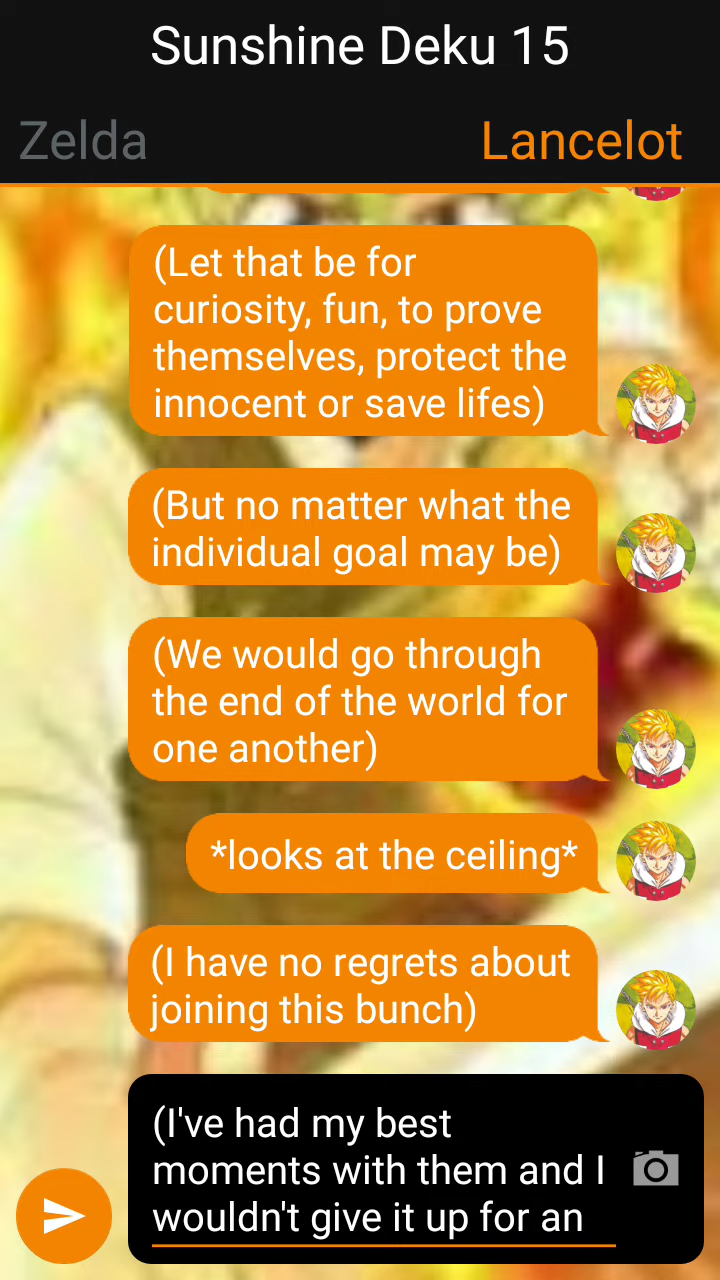 Sunshine Deku 15
Zelda
Lancelot
(Let that be for
curiosity, fun, to prove
themselves, protect the
innocent or save lifes)
(But no matter what the
individual goal may be)
(We would go through
the end of the world for
one another)
*looks at the ceiling*
(I have no regrets about
joining this bunch)
(I've had my best
moments with them and I
wouldn't give it up for an